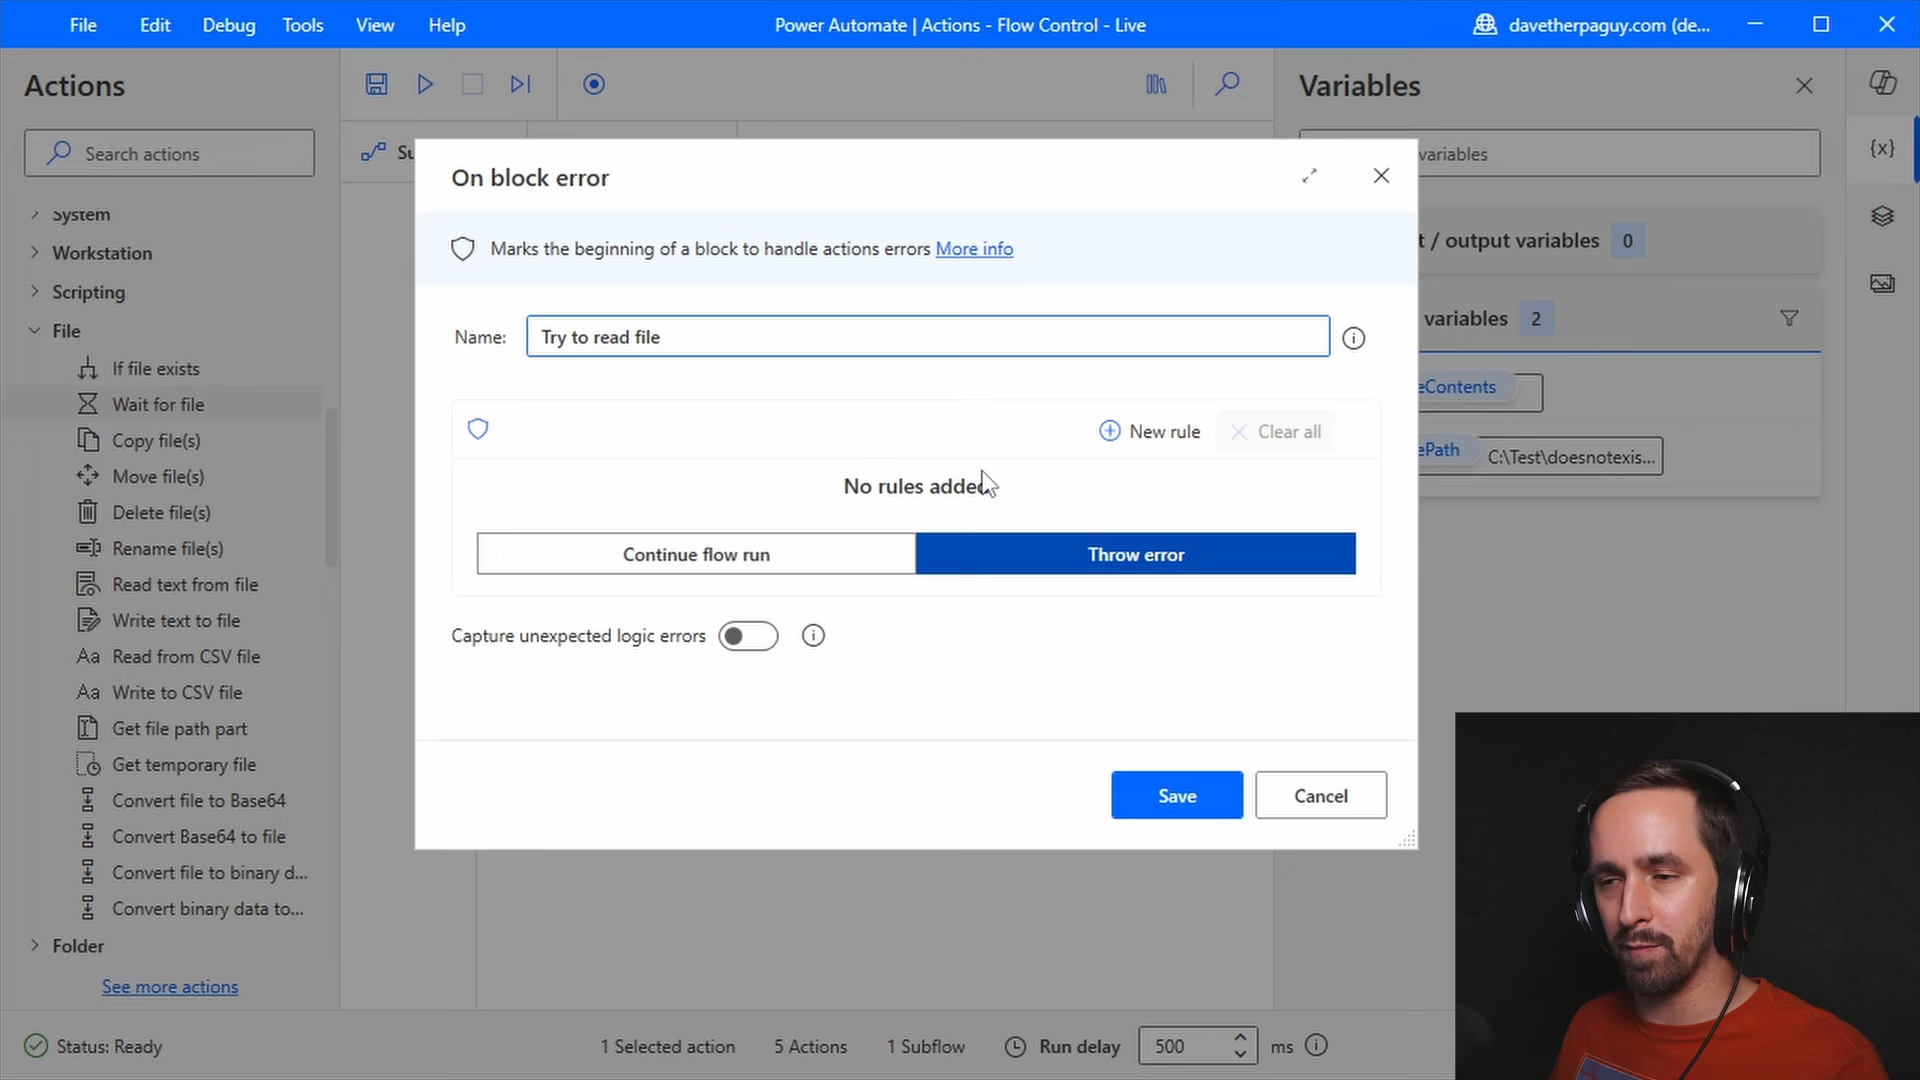 File Edit Debug Tools View Help
Power Automate | Actions - Flow Control - Live
davetherpaguy.com (de...
Actions
Search actions
System
Workstation
Scripting
File
If file exists
Wait for file
Copy file(s)
Move file(s)
Delete file(s)
Rename file(s)
Read text from file
Write text to file
Aa Read from CSV file
Aa Write to CSV file
Get file path part
Get temporary file
Convert file to Base64
Convert Base64 to file
Convert file to binary d...
Convert binary data to...
Folder
See more actions
Su
On block error
Marks the beginning of a block to handle actions errors More info
Name: Try to read file
New rule Clear all
No rules added
Continue flow run Throw error
Capture unexpected logic errors
Save Cancel
Variables
{x}
variables
t / output variables 0
variables 2
eContents
ePath C:\Test\doesnotexis...
Status: Ready 1 Selected action 5 Actions 1 Subflow Run delay 500 ms